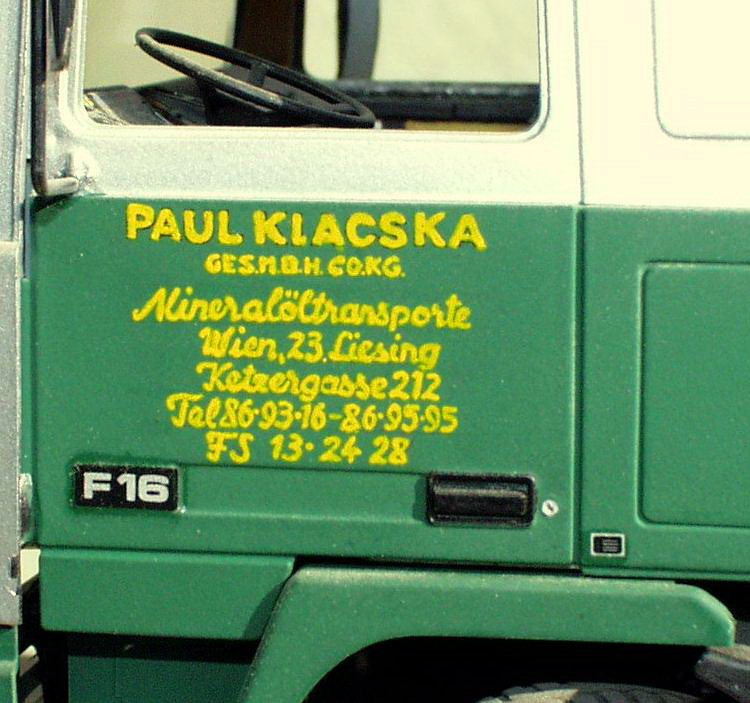 PAUL KLACSKA
GES.M.B.H. CO.KG.
Mineralöltransporte
Wien, 23. Liesing
Ketzergasse 212
Tel 86·93·16-86·95·95
FS 13·24 28
F16